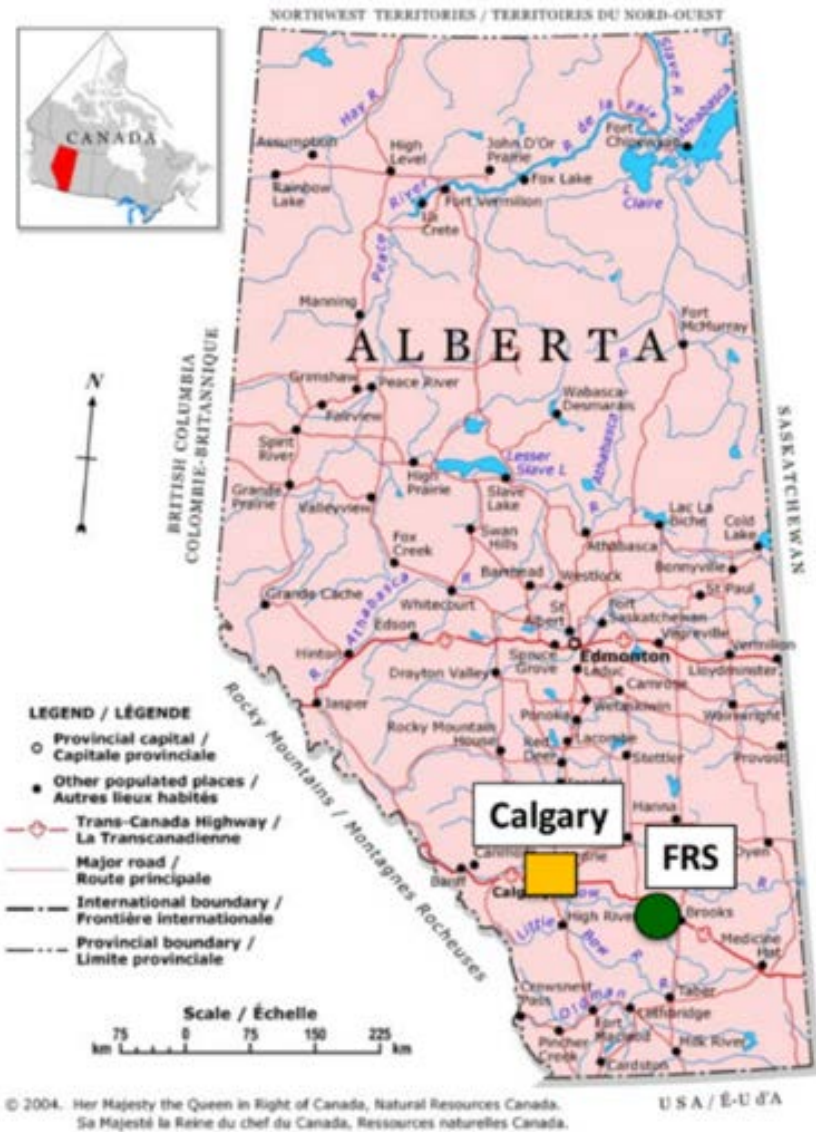 NORTHWEST TERRITORIES / TERRITOIRES DU NORD-OUEST
CANADA
Slave R
Hay R
R de la Paix
L Athabasca
Fort Chipewyan
Assumption
High Level
John D'Or Prairie
Rainbow Lake
Fox Lake
River
Fort Vermilion
L Claire
La Crete
Peace
Manning
Fort McMurray
ALBERTA
N
BRITISH COLUMBIA
COLOMBIE-BRITANNIQUE
SASKATCHEWAN
Grimshaw
Peace River
Fairview
Wabasca-
Desmarais
Spirit River
Lesser
Slave L
Athabasca
R
High Prairie
Slave Lake
Grande Prairie
Valleyview
Lac La Biche
Cold Lake
Fox Creek
Swan Hills
Athabasca
Bonnyville
Barrhead
Westlock
St Paul
Grande Cache
Athabasca
R
Whitecourt
St Albert
Fort Saskatchewan
Edson
Vegreville
Vermilion
Hinton
Spruce Grove
Edmonton
Lloydminster
R
Drayton Valley
Leduc
Camrose
Jasper
Wetaskiwin
Wainwright
Ponoka
Rocky Mountain House
Lacombe
Red Deer
Stettler
Provost
Rocky Mountains / Montagnes Rocheuses
LEGEND / LÉGENDE
Provincial capital /
Capitale provinciale
Other populated places /
Autres lieux habités
Trans-Canada Highway /
La Transcanadienne
Major road /
Route principale
International boundary /
Frontière internationale
Provincial boundary /
Limite provinciale
Hanna
Calgary
FRS
Banff
R
High River
Brooks
Little
Bow
R
Medicine Hat
Crowsnest Pass
Taber
R
Oldman
Fort Macleod
Pincher Creek
Milk River
Cardston
Scale / Échelle
75 0 75 150 225
km km
USA / É-U d'A
© 2004. Her Majesty the Queen in Right of Canada, Natural Resources Canada.
Sa Majesté la Reine du chef du Canada, Ressources naturelles Canada.